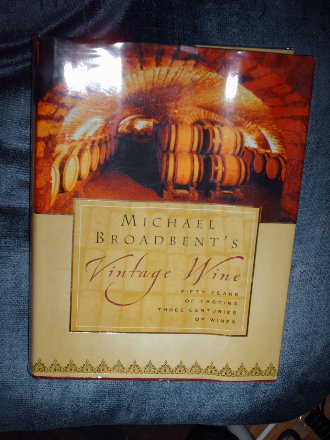 MICHAEL
BROADBENT'S
Vintage Wine
FIFTY YEARS
OF TASTING
THREE CENTURIES
OF WINES